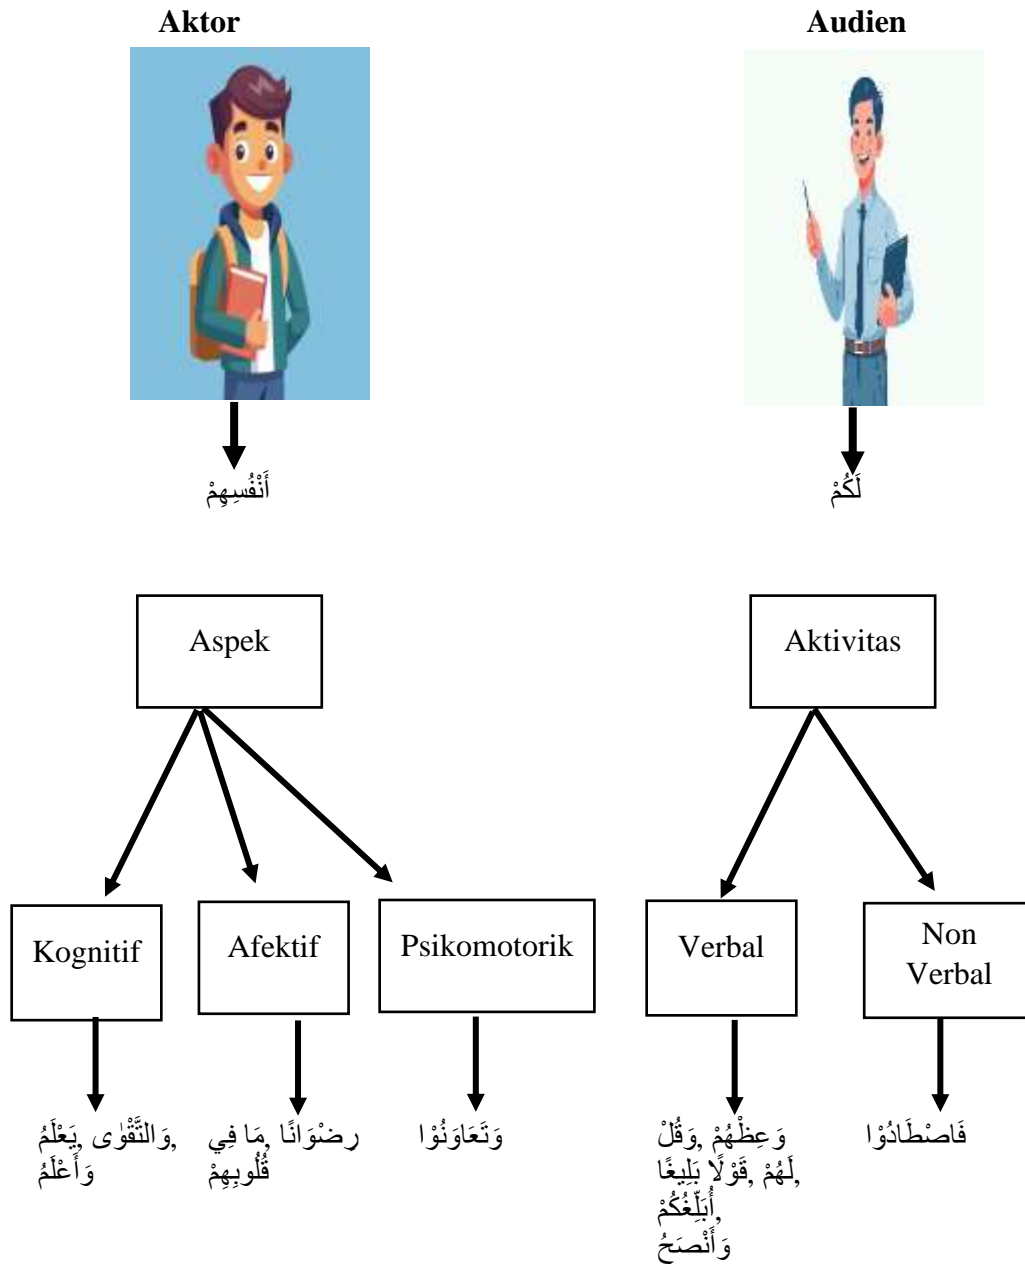 Aktor
Audien
أَنْفُسِهِمْ
لَكُمْ
Aspek
Aktivitas
Kognitif
Afektif
Psikomotorik
Verbal
Non
Verbal
وَالتَّقْوٰى ,يَعْلَمُ,
وَأَعْلَمُ
رِضْوَانًا ,مَا فِي
قُلُوبِهِمْ
وَتَعَاوَنُوْا
وَعِظْهُمْ ,وَقُلْ
لَهُمْ ,قَوْلًا بَلِيغًا,
أُبَلِّغُكُمْ,
وَأَنْصَحُ
فَاصْطَادُوْا